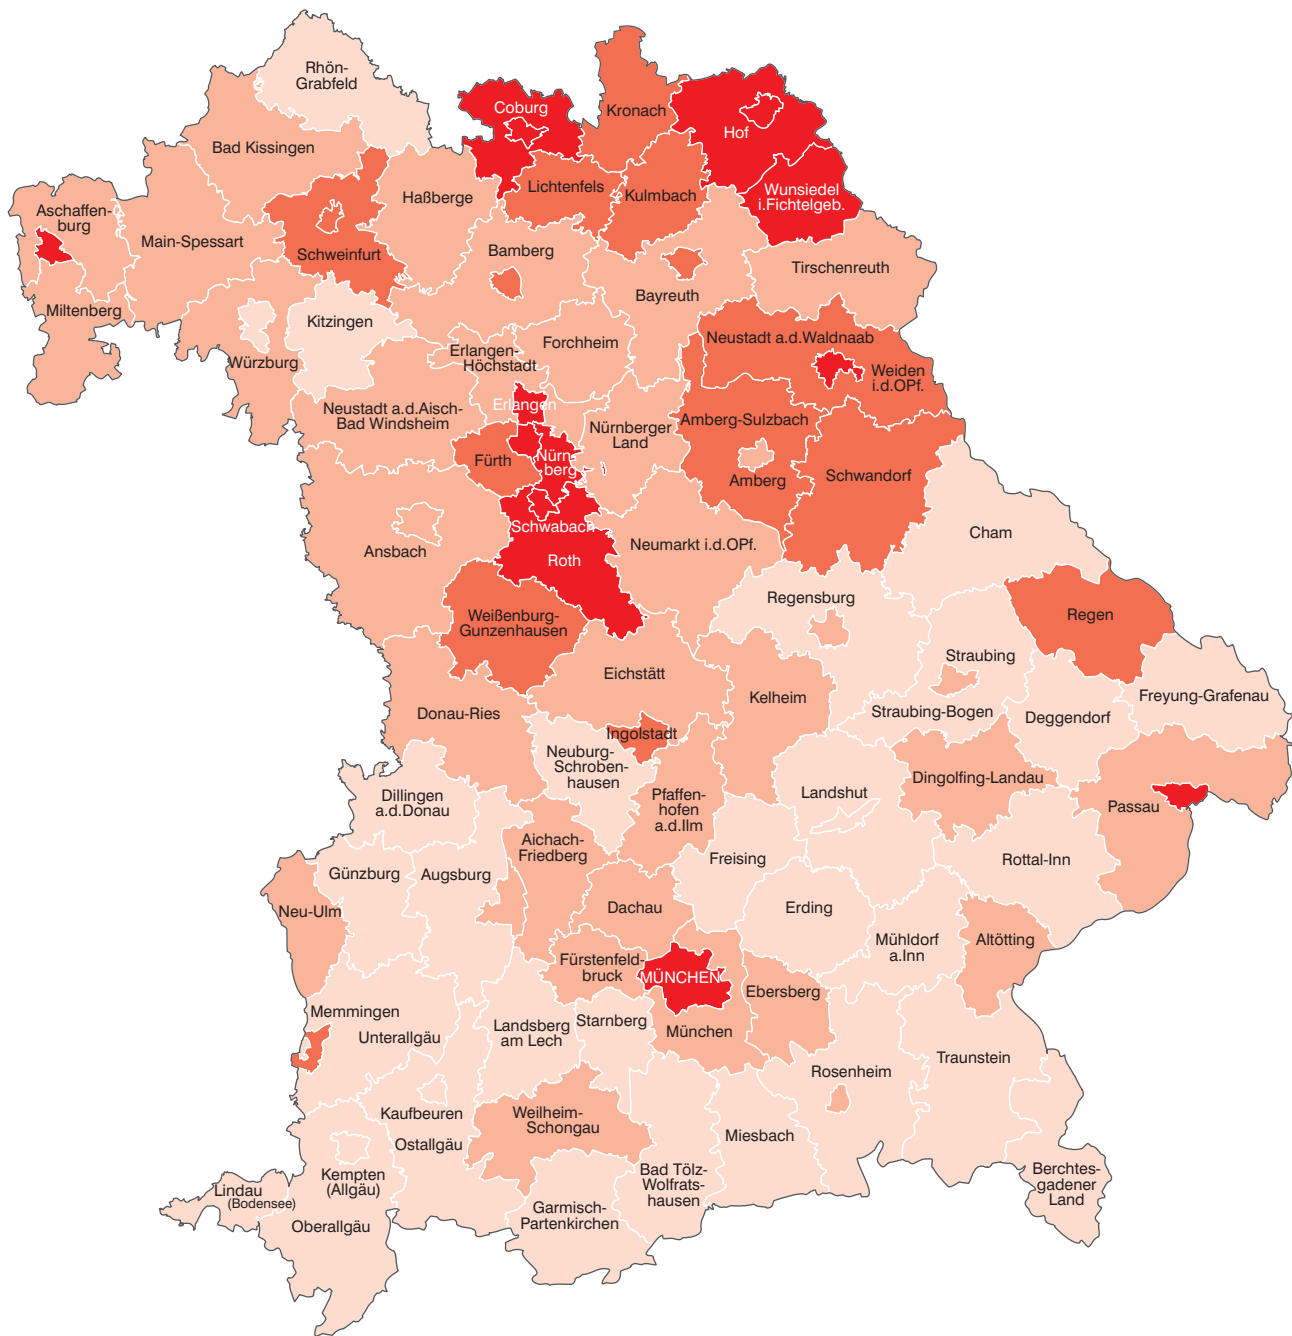 Rhön-
Grabfeld
Coburg
Kronach
Hof
Bad Kissingen
Lichtenfels
Kulmbach
Wunsiedel
i.Fichtelgeb.
Haßberge
Aschaffen-
burg
Main-Spessart
Schweinfurt
Bamberg
Bayreuth
Tirschenreuth
Miltenberg
Kitzingen
Würzburg
Erlangen-
Höchstadt
Forchheim
Neustadt a.d.Waldnaab
Weiden
i.d.OPf.
Neustadt a.d.Aisch-
Bad Windsheim
Erlangen
Nürnberger
Land
Amberg-Sulzbach
Fürth
Nürn-
berg
Amberg
Schwandorf
Schwabach
Ansbach
Roth
Neumarkt i.d.OPf.
Cham
Weißenburg-
Gunzenhausen
Regensburg
Regen
Straubing
Eichstätt
Kelheim
Freyung-Grafenau
Donau-Ries
Straubing-Bogen
Deggendorf
Ingolstadt
Neuburg-
Schroben-
hausen
Dingolfing-Landau
Dillingen
a.d.Donau
Pfaffen-
hofen
a.d.Ilm
Landshut
Passau
Aichach-
Friedberg
Freising
Rottal-Inn
Günzburg
Augsburg
Neu-Ulm
Dachau
Erding
Mühldorf
a.Inn
Altötting
Fürstenfeld-
bruck
MÜNCHEN
Ebersberg
Memmingen
Unterallgäu
Landsberg
am Lech
Starnberg
München
Traunstein
Rosenheim
Kaufbeuren
Weilheim-
Schongau
Ostallgäu
Miesbach
Kempten
(Allgäu)
Bad Tölz-
Wolfrats-
hausen
Berchtes-
gadener
Land
Lindau
(Bodensee)
Oberallgäu
Garmisch-
Partenkirchen